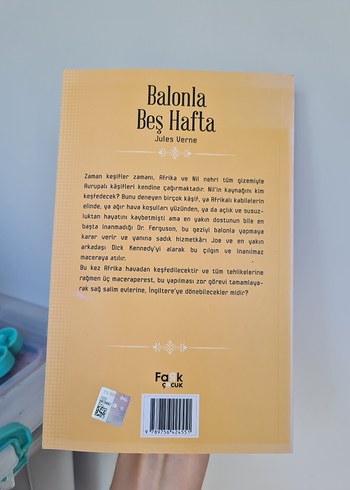 Balonla
Beş Hafta
Jules Verne
Zaman keşifler zamanı, Afrika ve Nil nehri tüm gizemiyle
Avrupalı kâşifleri kendine çağırmaktadır. Nil'in kaynağını kim
keşfedecek? Bunu deneyen birçok kâşif, ya Afrikalı kabilelerin
elinde, ya ağır hava koşulları yüzünden, ya da açlık ve susuz-
luktan hayatını kaybetmişti ama en yakın dostunun bile en
başta inanmadığı Dr. Ferguson, bu geziyi balonla yapmaya
karar verir ve yanına sadık hizmetkârı Joe ve en yakın
arkadaşı Dick Kennedy'yi alarak bu çılgın ve inanılmaz
maceraya atılır.
Bu kez Afrika havadan keşfedilecektir ve tüm tehlikelerine
rağmen üç maceraperest, bu yapılması zor görevi tamamlaya-
rak sağ salim evlerine, İngiltere'ye dönebilecekler midir?
ÇOCUK
9 789756 424551